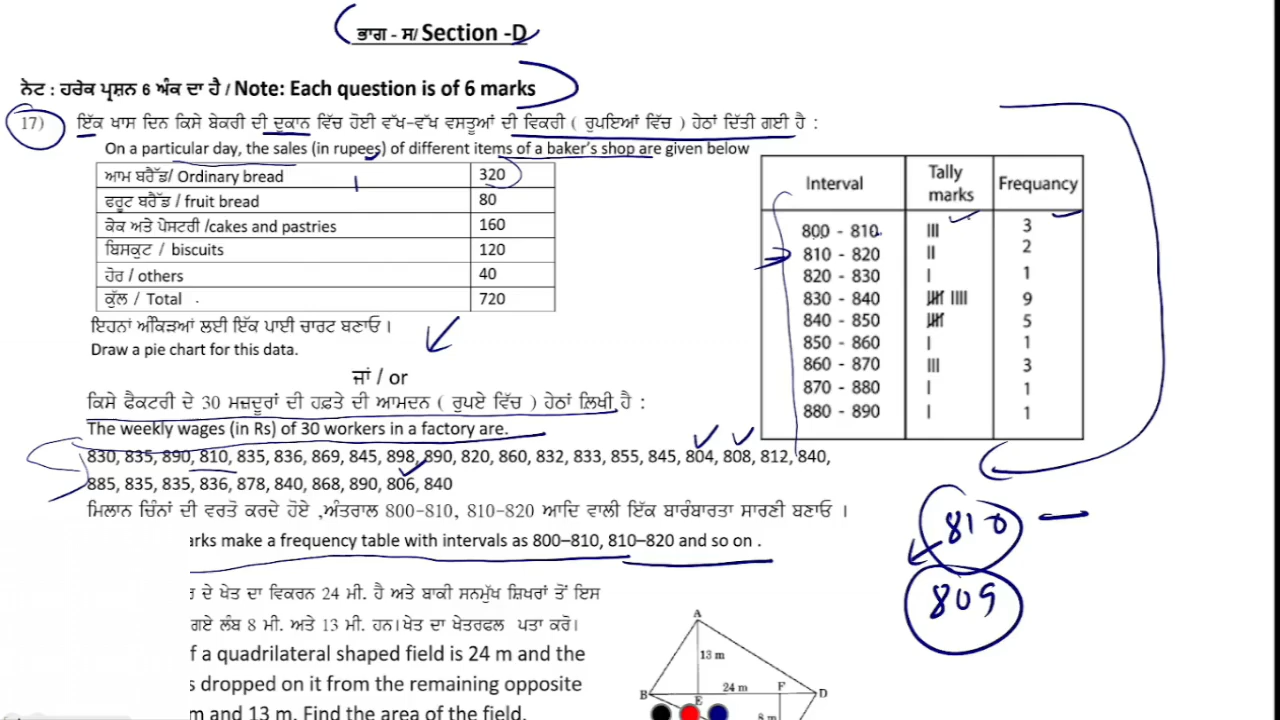 ਭਾਗ - ਸ/ Section -D
ਨੋਟ : ਹਰੇਕ ਪ੍ਰਸ਼ਨ 6 ਅੰਕ ਦਾ ਹੈ / Note: Each question is of 6 marks
17) ਇੱਕ ਖਾਸ ਦਿਨ ਕਿਸੇ ਬੇਕਰੀ ਦੀ ਦੁਕਾਨ ਵਿੱਚ ਹੋਈ ਵੱਖ-ਵੱਖ ਵਸਤੂਆਂ ਦੀ ਵਿਕਰੀ ( ਰੁਪਇਆਂ ਵਿੱਚ ) ਹੇਠਾਂ ਦਿੱਤੀ ਗਈ ਹੈ :
On a particular day, the sales (in rupees) of different items of a baker's shop are given below
ਆਮ ਬਰੈੱਡ/ Ordinary bread 320
ਫਰੂਟ ਬਰੈੱਡ / fruit bread 80
ਕੇਕ ਅਤੇ ਪੇਸਟਰੀ /cakes and pastries 160
ਬਿਸਕੁਟ / biscuits 120
ਹੋਰ / others 40
ਕੁੱਲ / Total 720
ਇਹਨਾਂ ਅੰਕੜਿਆਂ ਲਈ ਇੱਕ ਪਾਈ ਚਾਰਟ ਬਣਾਓ ।
Draw a pie chart for this data.
ਜਾਂ / or
ਕਿਸੇ ਫੈਕਟਰੀ ਦੇ 30 ਮਜ਼ਦੂਰਾਂ ਦੀ ਹਫ਼ਤੇ ਦੀ ਆਮਦਨ ( ਰੁਪਏ ਵਿੱਚ ) ਹੇਠਾਂ ਲਿਖੀ ਹੈ :
The weekly wages (in Rs) of 30 workers in a factory are.
830, 835, 890, 810, 835, 836, 869, 845, 898, 890, 820, 860, 832, 833, 855, 845, 804, 808, 812, 840,
885, 835, 835, 836, 878, 840, 868, 890, 806, 840
ਮਿਲਾਨ ਚਿੰਨਾਂ ਦੀ ਵਰਤੋ ਕਰਦੇ ਹੋਏ ,ਅੰਤਰਾਲ 800-810, 810-820 ਆਦਿ ਵਾਲੀ ਇੱਕ ਬਾਰੰਬਾਰਤਾ ਸਾਰਣੀ ਬਣਾਓ ।
arks make a frequency table with intervals as 800–810, 810–820 and so on .
ਦੇ ਖੇਤ ਦਾ ਵਿਕਰਨ 24 ਮੀ. ਹੈ ਅਤੇ ਬਾਕੀ ਸਨਮੁੱਖ ਸ਼ਿਖਰਾਂ ਤੋਂ ਇਸ
ਗਏ ਲੰਬ 8 ਮੀ. ਅਤੇ 13 ਮੀ. ਹਨ। ਖੇਤ ਦਾ ਖੇਤਰਫਲ ਪਤਾ ਕਰੋ।
f a quadrilateral shaped field is 24 m and the
s dropped on it from the remaining opposite
m and 13 m. Find the area of the field.
Interval Tally marks Frequancy
800 - 810 III 3
810 - 820 II 2
820 - 830 I 1
830 - 840 IIII IIII 9
840 - 850 IIII 5
850 - 860 I 1
860 - 870 III 3
870 - 880 I 1
880 - 890 I 1
810
809
A
13 m
B
24 m
F
D
E
8 m